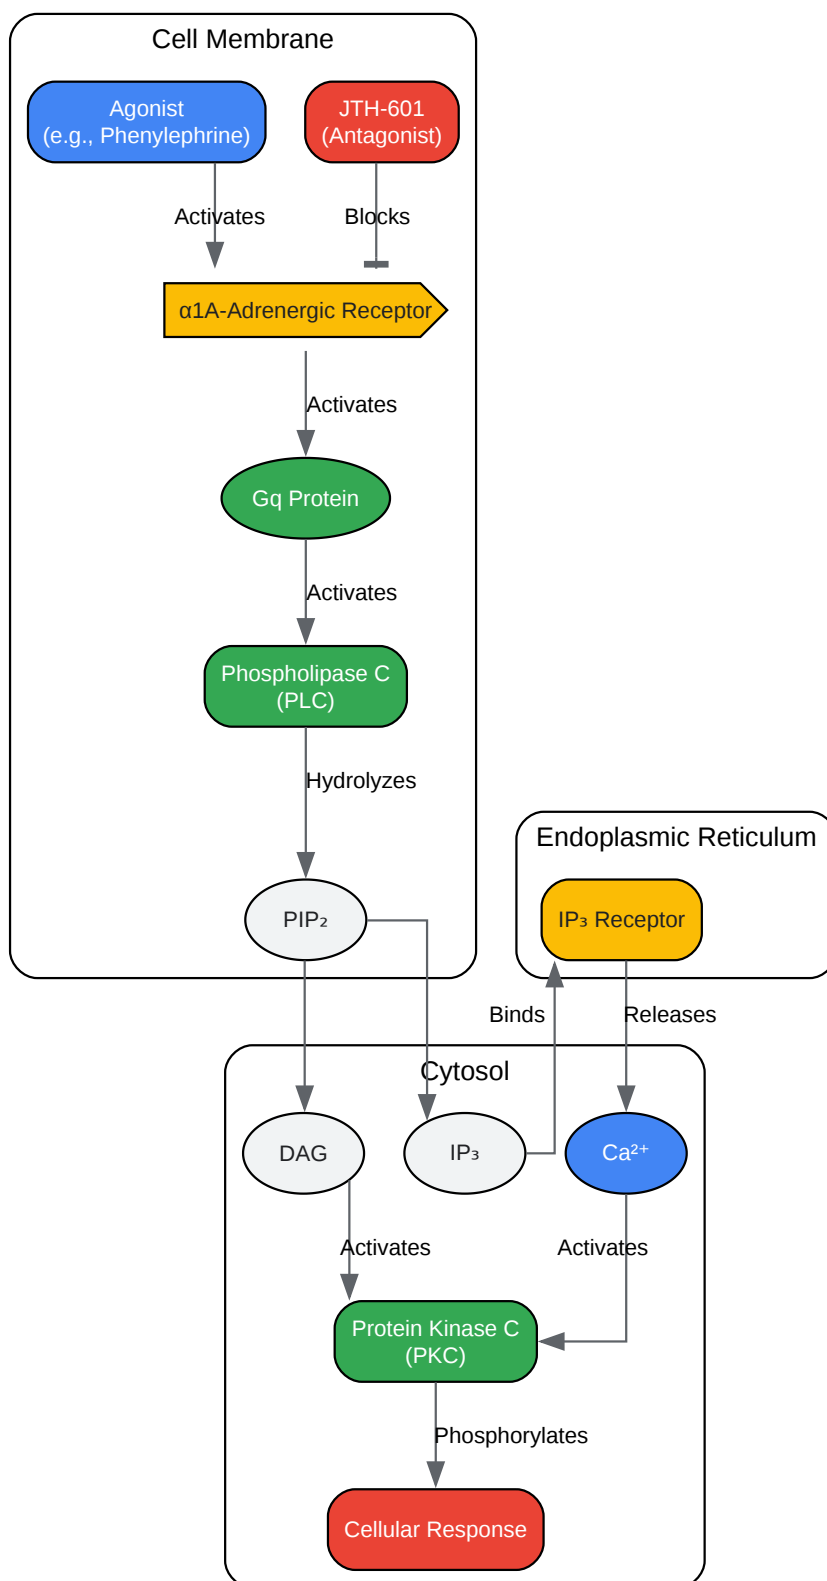 Cell Membrane
Agonist
(e.g., Phenylephrine)
JTH-601
(Antagonist)
Activates
Blocks
α1A-Adrenergic Receptor
Activates
Gq Protein
Activates
Phospholipase C
(PLC)
Hydrolyzes
Endoplasmic Reticulum
PIP₂
IP₃ Receptor
Binds
Releases
Cytosol
DAG
IP₃
Ca²⁺
Activates
Activates
Protein Kinase C
(PKC)
Phosphorylates
Cellular Response